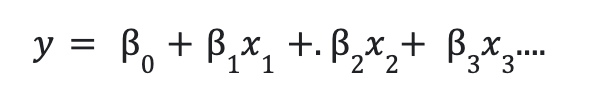 y = β₀ + β₁x₁ +. β₂x₂+ β₃x₃....